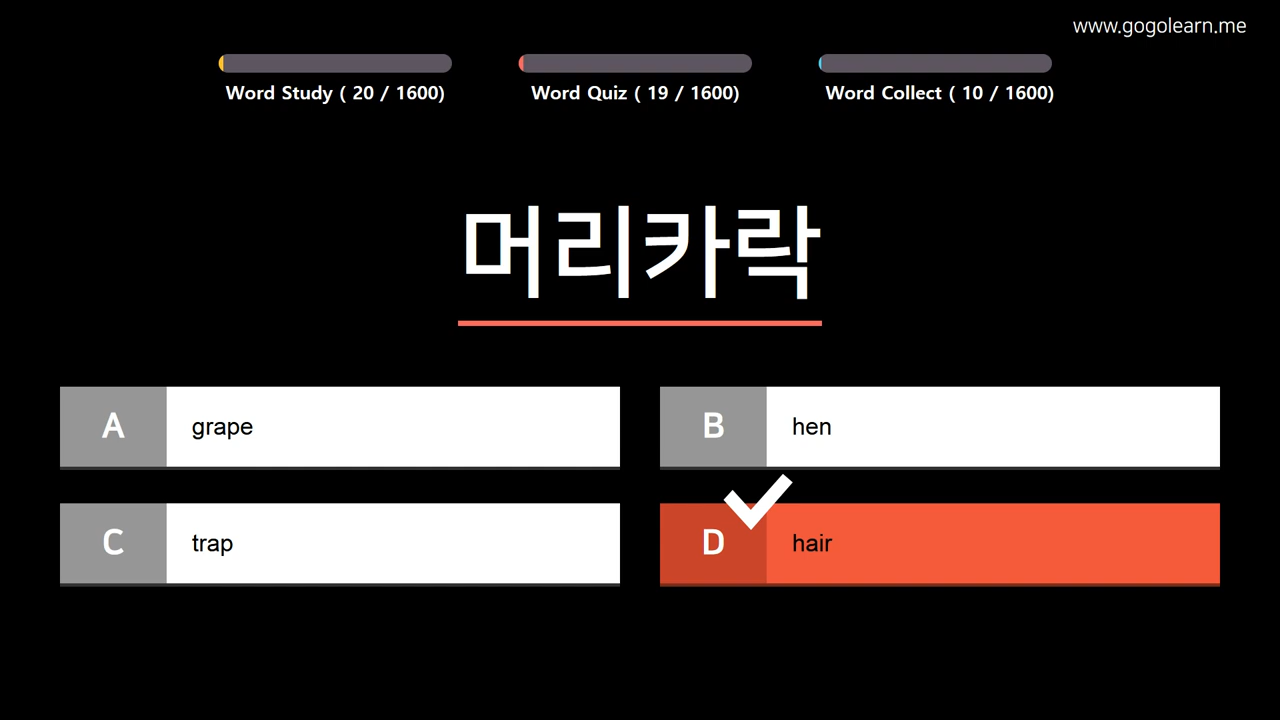 www.gogolearn.me
Word Study ( 20 / 1600)
Word Quiz ( 19 / 1600)
Word Collect ( 10 / 1600)
머리카락
A grape
B hen
C trap
D hair